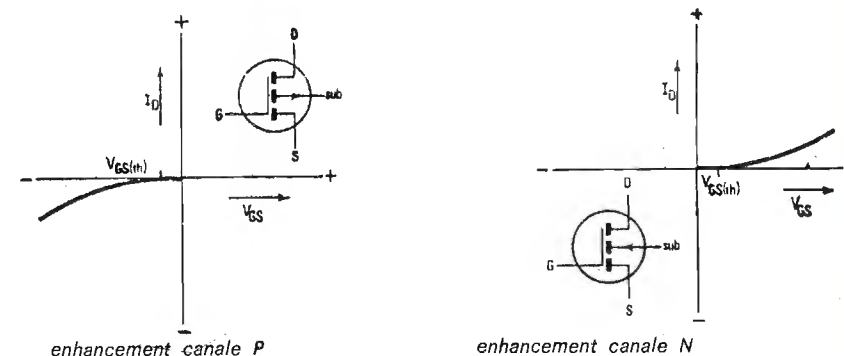 +
I_D
D
G
sub
S
V_GS(th)
-
+
V_GS
-
enhancement canale P
+
I_D
-
V_GS(th)
V_GS
D
G
sub
S
-
enhancement canale N